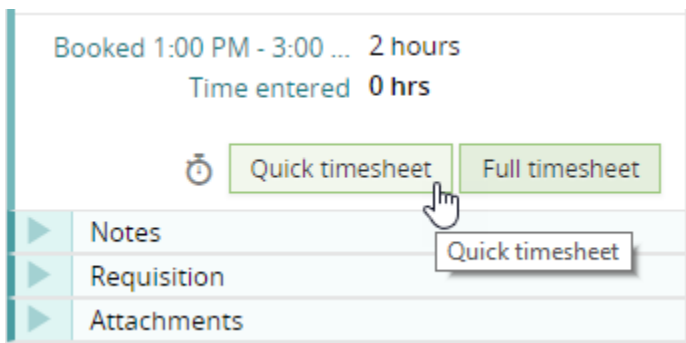 Booked 1:00 PM - 3:00 ... 2 hours
Time entered 0 hrs
Quick timesheet Full timesheet
Notes
Quick timesheet
Requisition
Attachments